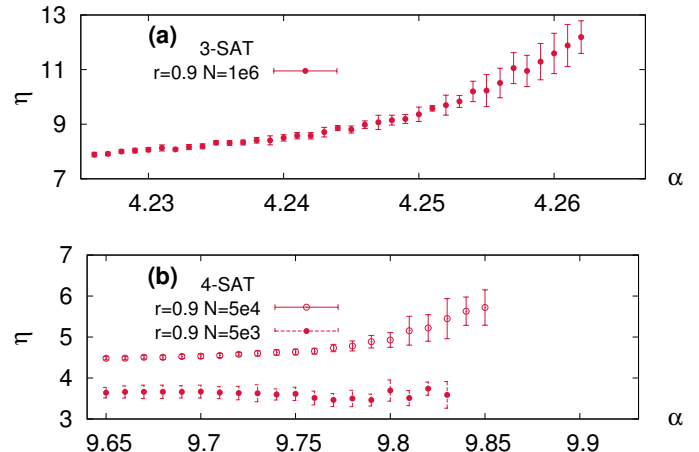 13
(a)
3-SAT
r=0.9 N=1e6
11
η
9
7
4.23 4.24 4.25 4.26
α
7
(b)
4-SAT
6
r=0.9 N=5e4
r=0.9 N=5e3
5
η
4
3
9.65 9.7 9.75 9.8 9.85 9.9
α